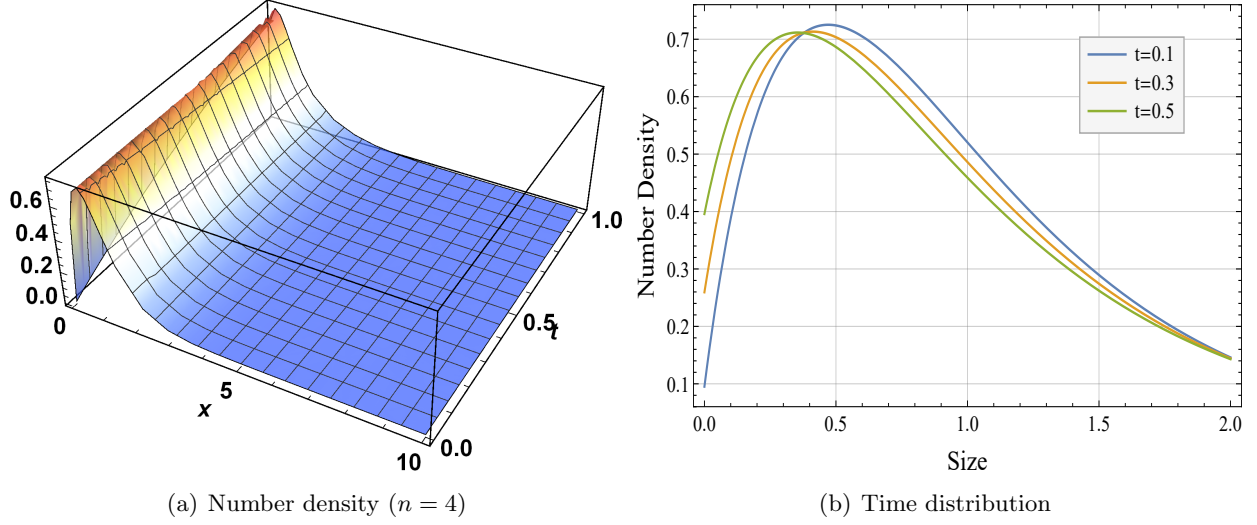 0.6
0.4
0.2
0.0
0
5
10
x
0.0
0.5
1.0
t
0.7
0.6
0.5
0.4
0.3
0.2
0.1
Number Density
t=0.1
t=0.3
t=0.5
0.0 0.5 1.0 1.5 2.0
Size
(a) Number density (n = 4)
(b) Time distribution